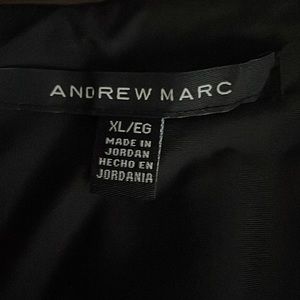 ANDREW MARC
XL/EG
MADE IN
JORDAN
HECHO EN
JORDANIA